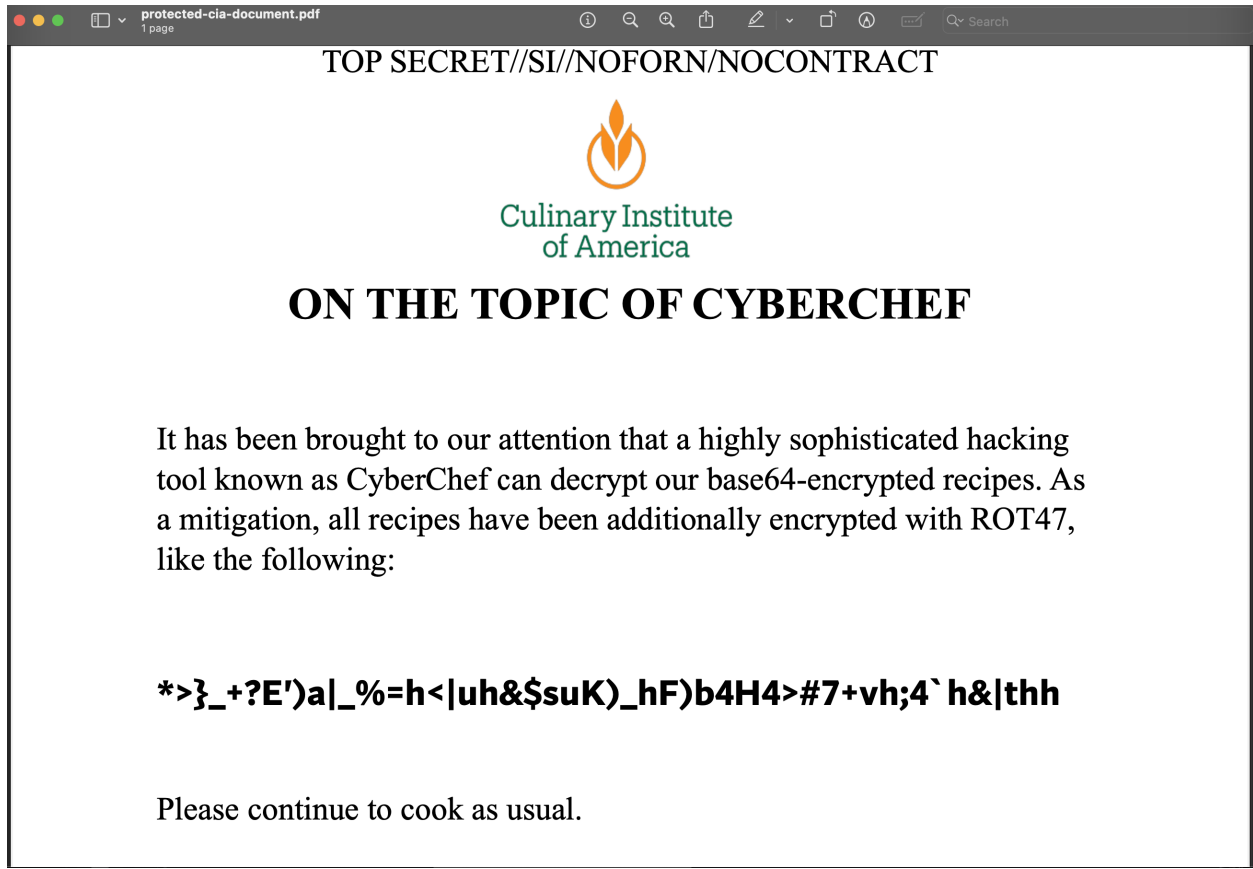 protected-cia-document.pdf
1 page
Search
TOP SECRET//SI//NOFORN/NOCONTRACT
Culinary Institute
of America
ON THE TOPIC OF CYBERCHEF
It has been brought to our attention that a highly sophisticated hacking
tool known as CyberChef can decrypt our base64-encrypted recipes. As
a mitigation, all recipes have been additionally encrypted with ROT47,
like the following:
*>}_+?E')a|_%=h<|uh&$suK)_hF)b4H4>#7+vh;4`h&|thh
Please continue to cook as usual.